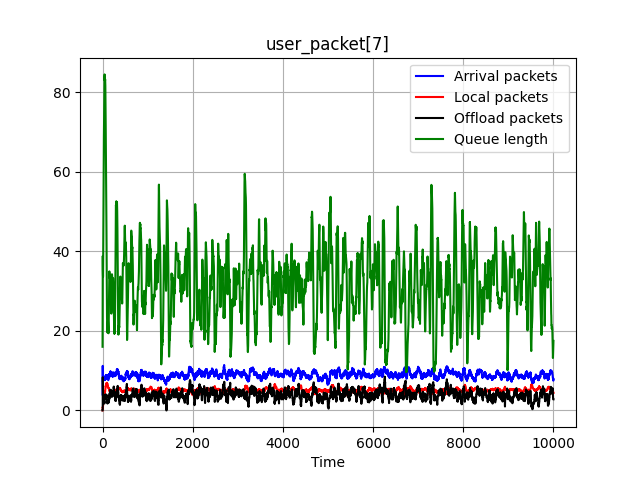 user_packet[7]
Arrival packets
Local packets
Offload packets
Queue length
80
60
40
20
0
0 2000 4000 6000 8000 10000
Time